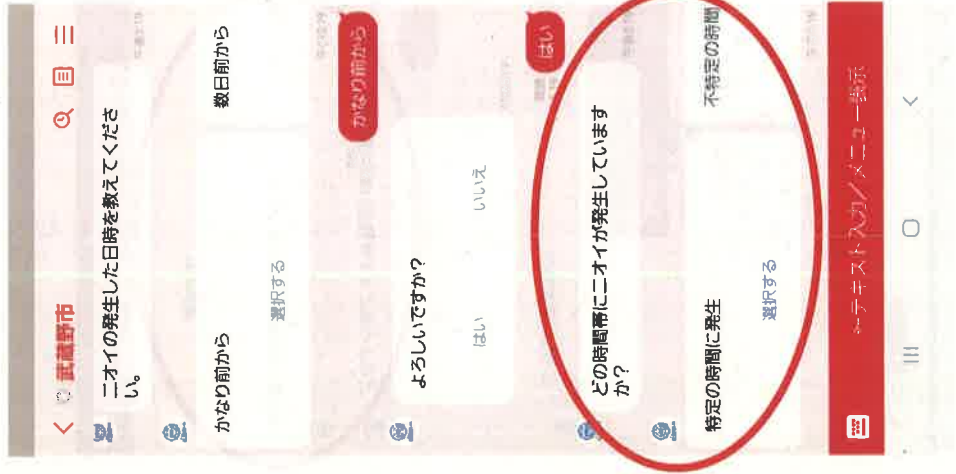 武蔵野市
ニオイの発生した日時を教えてくださ
い。
かなり前から
数日前から
選択する
かなり前から
よろしいですか？
はい
いいえ
はい
どの時間帯にニオイが発生しています
か？
特定の時間に発生
不特定の時間
選択する
テキスト入力／メニュー表示